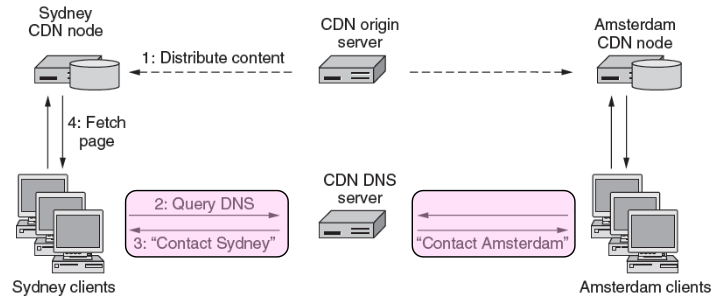 Sydney
CDN node
CDN origin
server
Amsterdam
CDN node
1: Distribute content
4: Fetch
page
2: Query DNS
3: “Contact Sydney”
CDN DNS
server
“Contact Amsterdam”
Sydney clients
Amsterdam clients